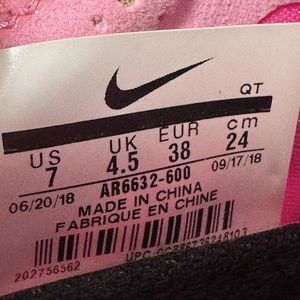 QT
US UK EUR cm
7 4.5 38 24
06/20/18 AR6632-600 09/17/18
MADE IN CHINA
FABRIQUE EN CHINE
202756562